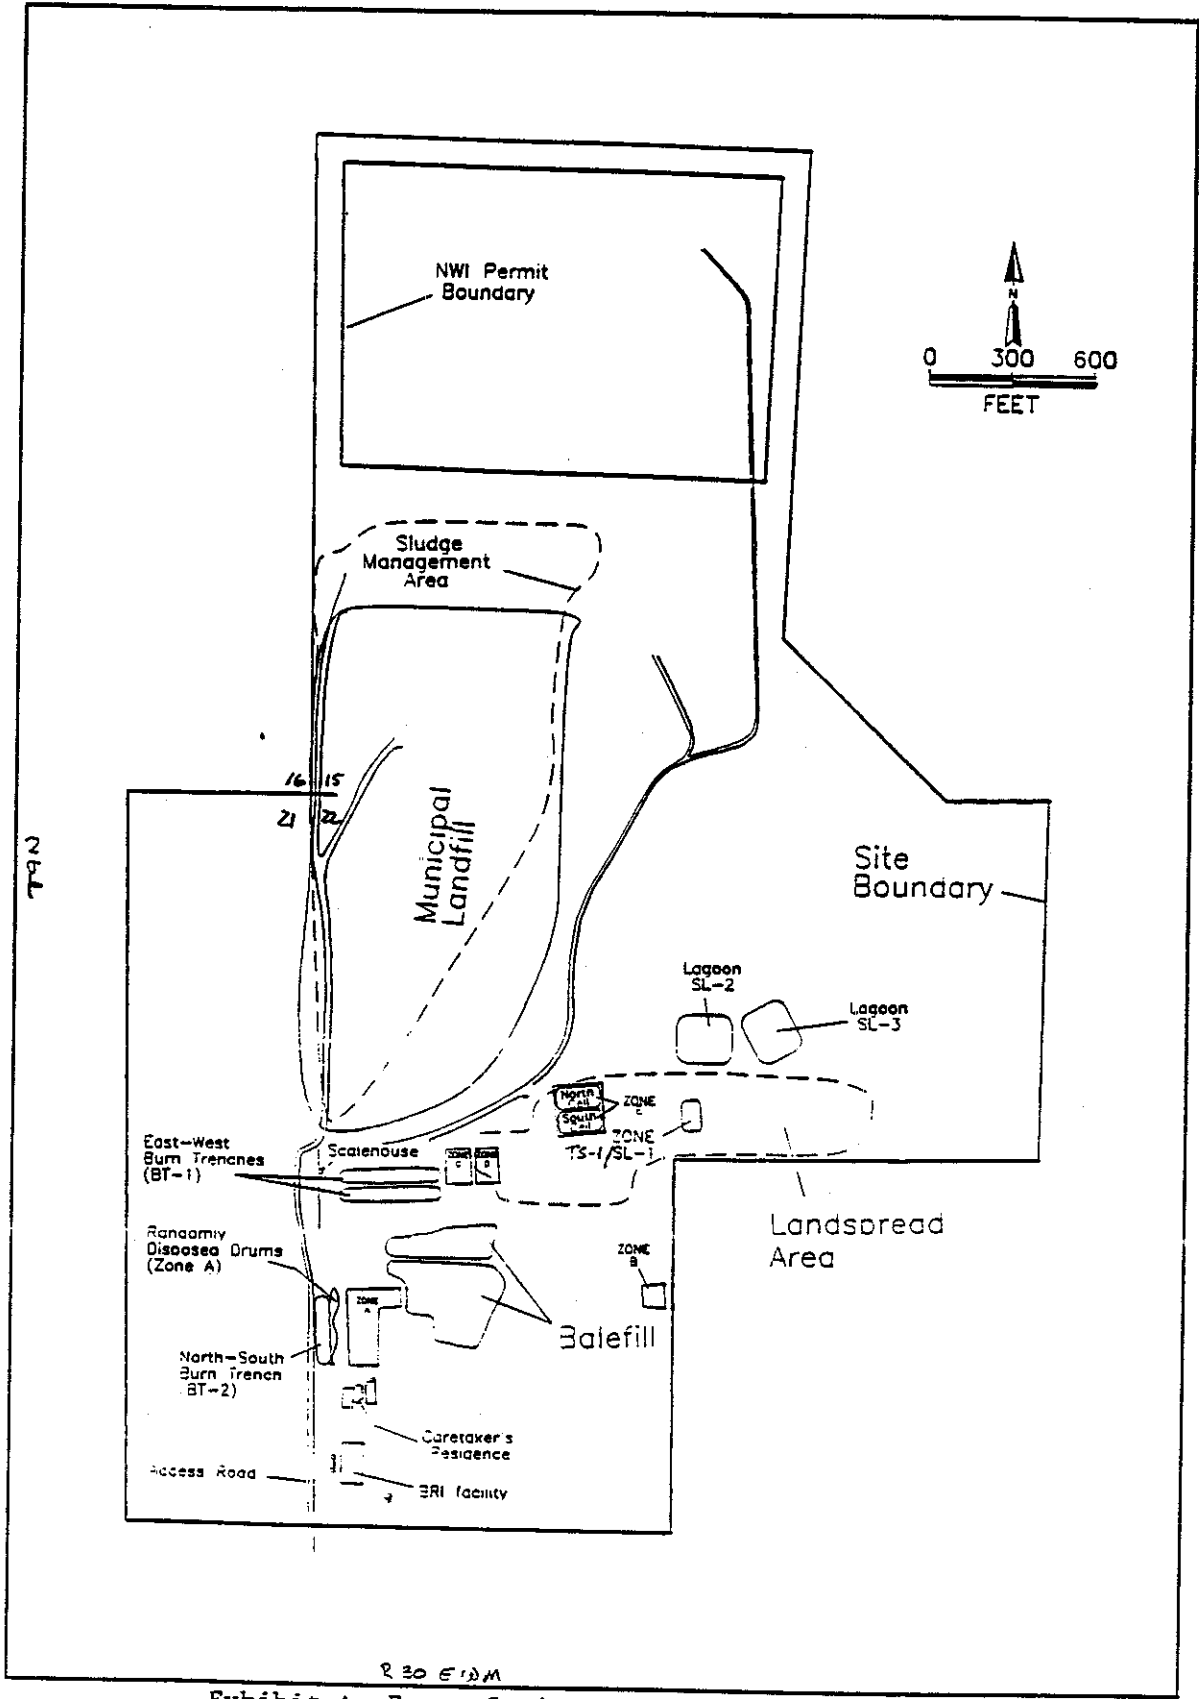 NWI Permit
Boundary
N
0 300 600
FEET
Sludge
Management
Area
16 15
21 22
Municipal
Landfill
Site
Boundary
Lagoon
SL-2
Lagoon
SL-3
North
Cell
South
Cell
ZONE
E
ZONE
TS-1/SL-1
East-West
Burn Trenches
(BT-1)
Scalehouse
ZONE
C
ZONE
D
Landspread
Area
Randomly
Disposed Drums
(Zone A)
ZONE
B
ZONE
A
Balefill
North-South
Burn Trench
(BT-2)
Caretaker's
Residence
Access Road
BRI facility
R 30 E
Exhibit A